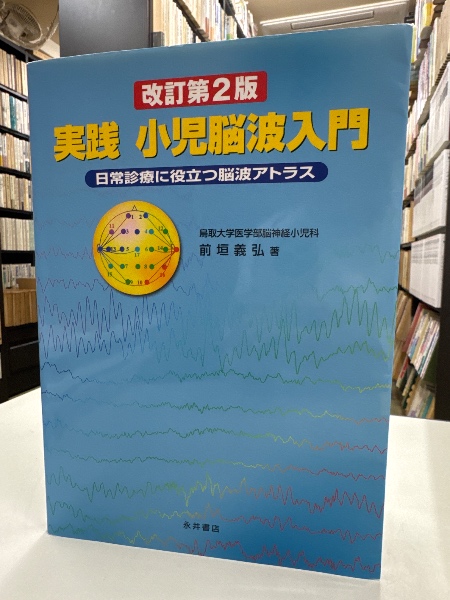 改訂第2版
実践 小児脳波入門
日常診療に役立つ脳波アトラス
鳥取大学医学部脳神経小児科
前垣義弘 著
永井書店